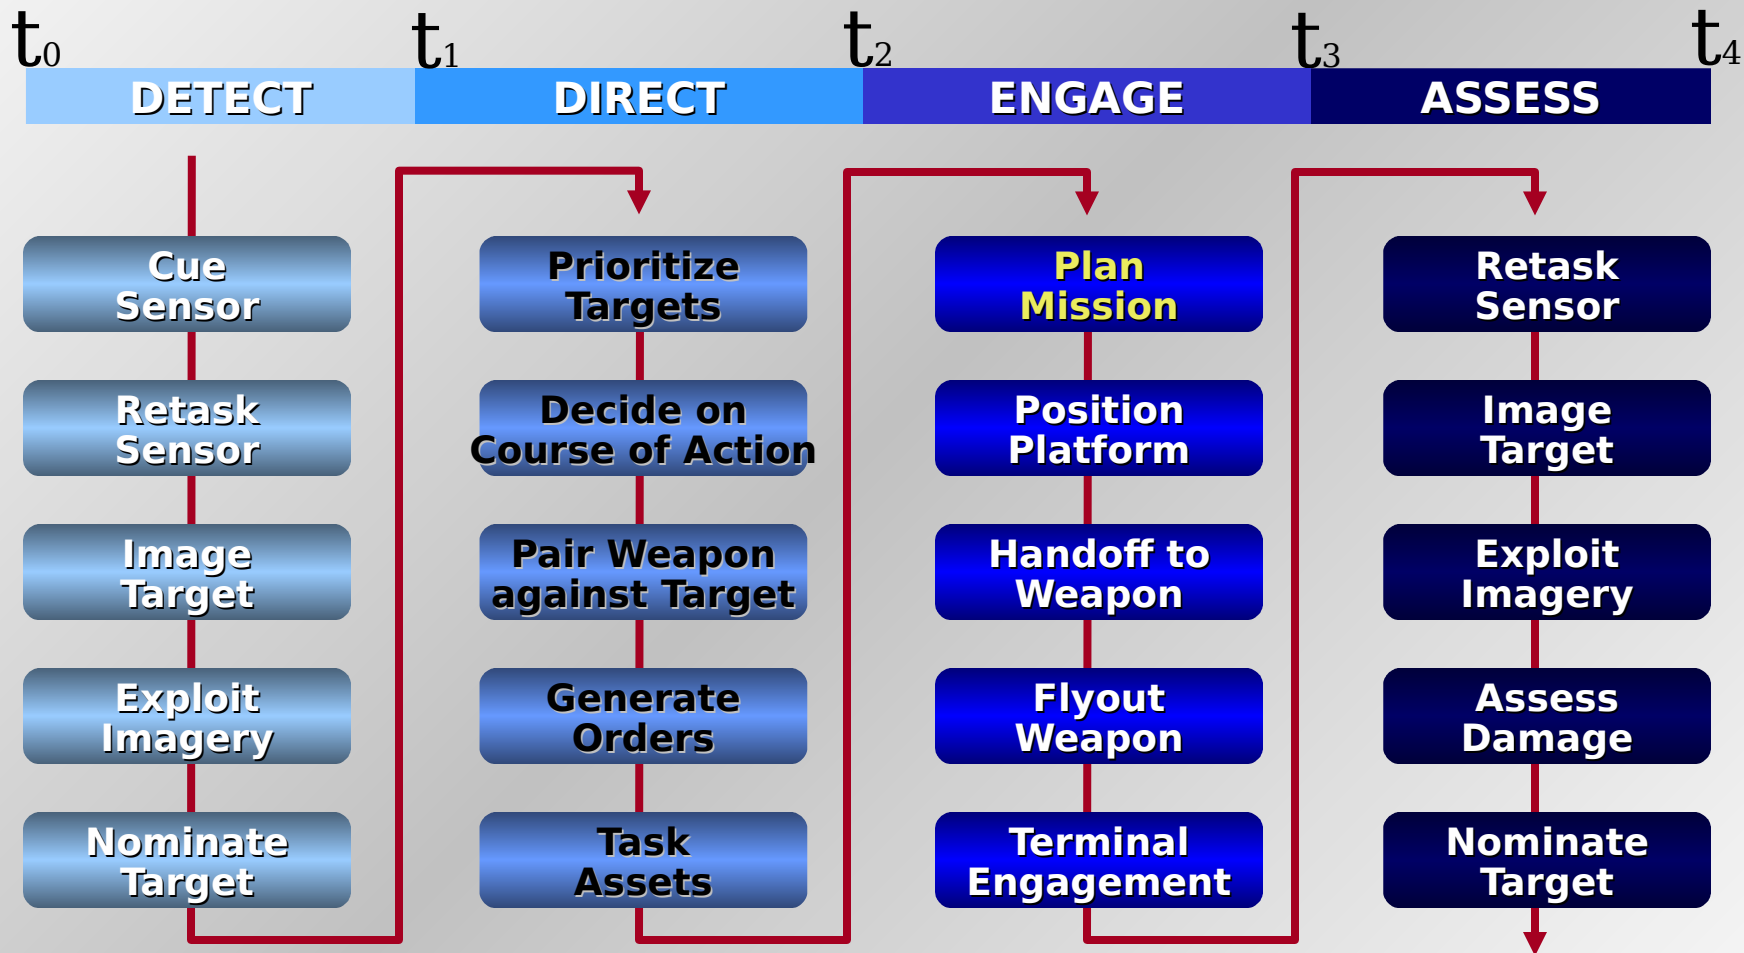 t0 t1 t2 t3 t4
DETECT DIRECT ENGAGE ASSESS
Cue
Sensor
Retask
Sensor
Image
Target
Exploit
Imagery
Nominate
Target
Prioritize
Targets
Decide on
Course of Action
Pair Weapon
against Target
Generate
Orders
Task
Assets
Plan
Mission
Position
Platform
Handoff to
Weapon
Flyout
Weapon
Terminal
Engagement
Retask
Sensor
Image
Target
Exploit
Imagery
Assess
Damage
Nominate
Target